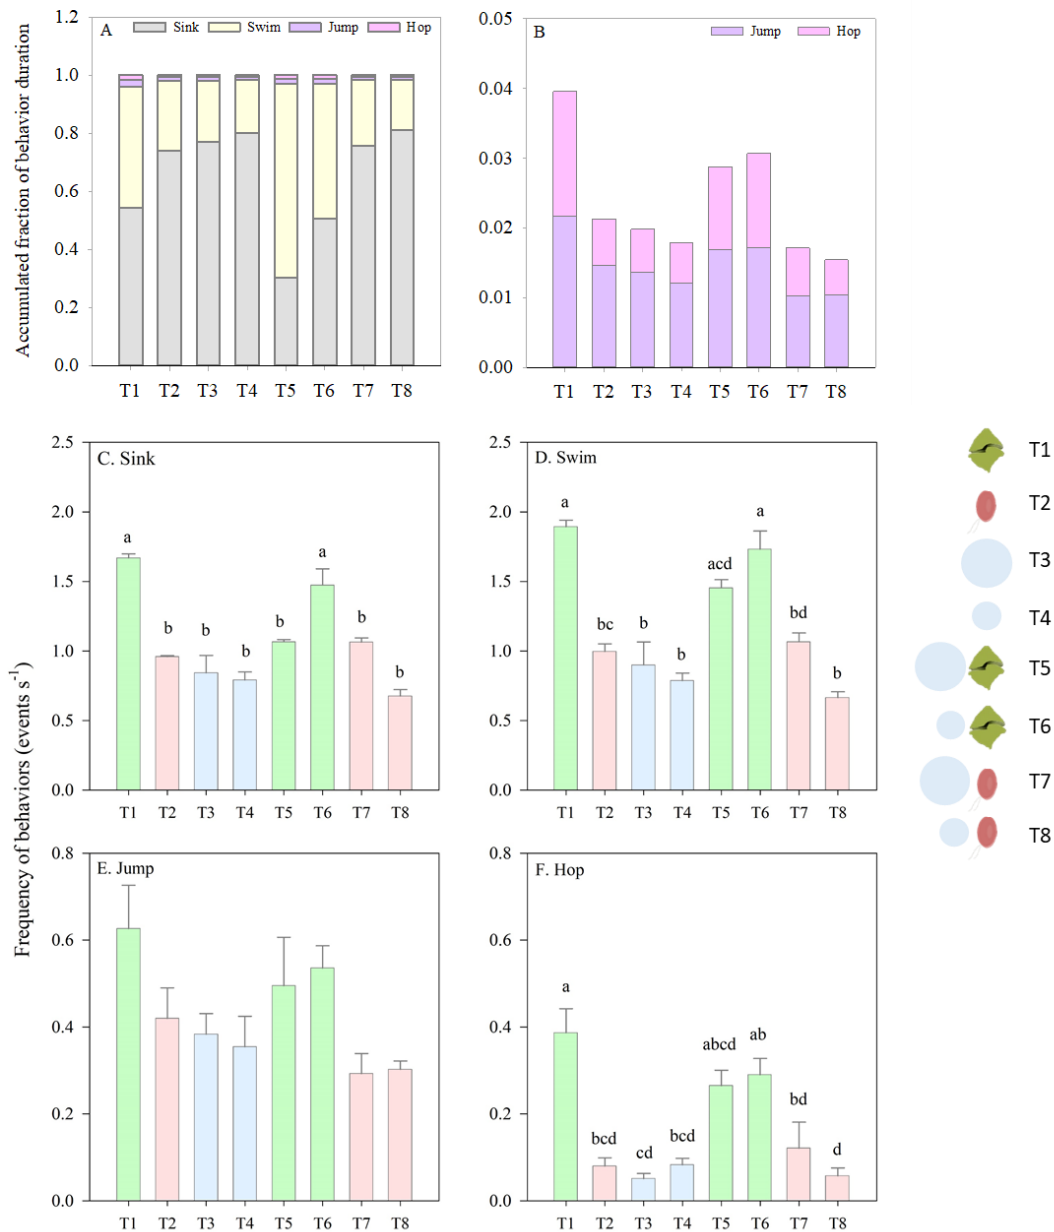 Accumulated fraction of behavior duration
A
Sink Swim Jump Hop
1.2
1.0
0.8
0.6
0.4
0.2
0.0
T1 T2 T3 T4 T5 T6 T7 T8
B
Jump Hop
0.05
0.04
0.03
0.02
0.01
0.00
T1 T2 T3 T4 T5 T6 T7 T8
Frequency of behaviors (events s-1)
C. Sink
2.5
2.0
1.5
1.0
0.5
0.0
a b b b b a b b
T1 T2 T3 T4 T5 T6 T7 T8
D. Swim
2.5
2.0
1.5
1.0
0.5
0.0
a bc b b acd a bd b
T1 T2 T3 T4 T5 T6 T7 T8
E. Jump
0.8
0.6
0.4
0.2
0.0
T1 T2 T3 T4 T5 T6 T7 T8
F. Hop
0.8
0.6
0.4
0.2
0.0
a bcd cd bcd abcd ab bd d
T1 T2 T3 T4 T5 T6 T7 T8
T1
T2
T3
T4
T5
T6
T7
T8